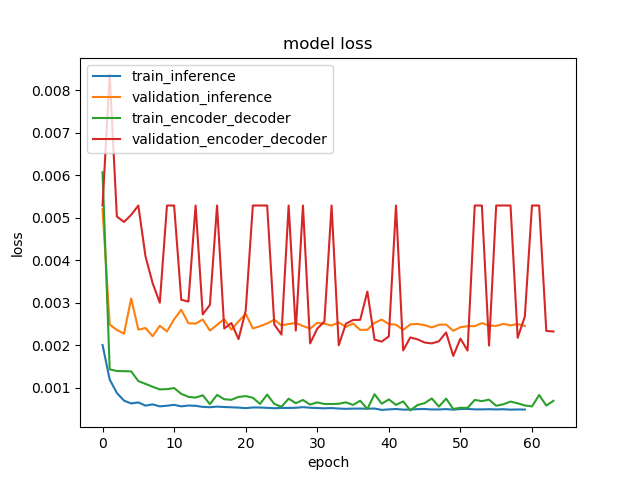 model loss
train_inference
validation_inference
train_encoder_decoder
validation_encoder_decoder
0.008
0.007
0.006
0.005
0.004
0.003
0.002
0.001
loss
0 10 20 30 40 50 60
epoch